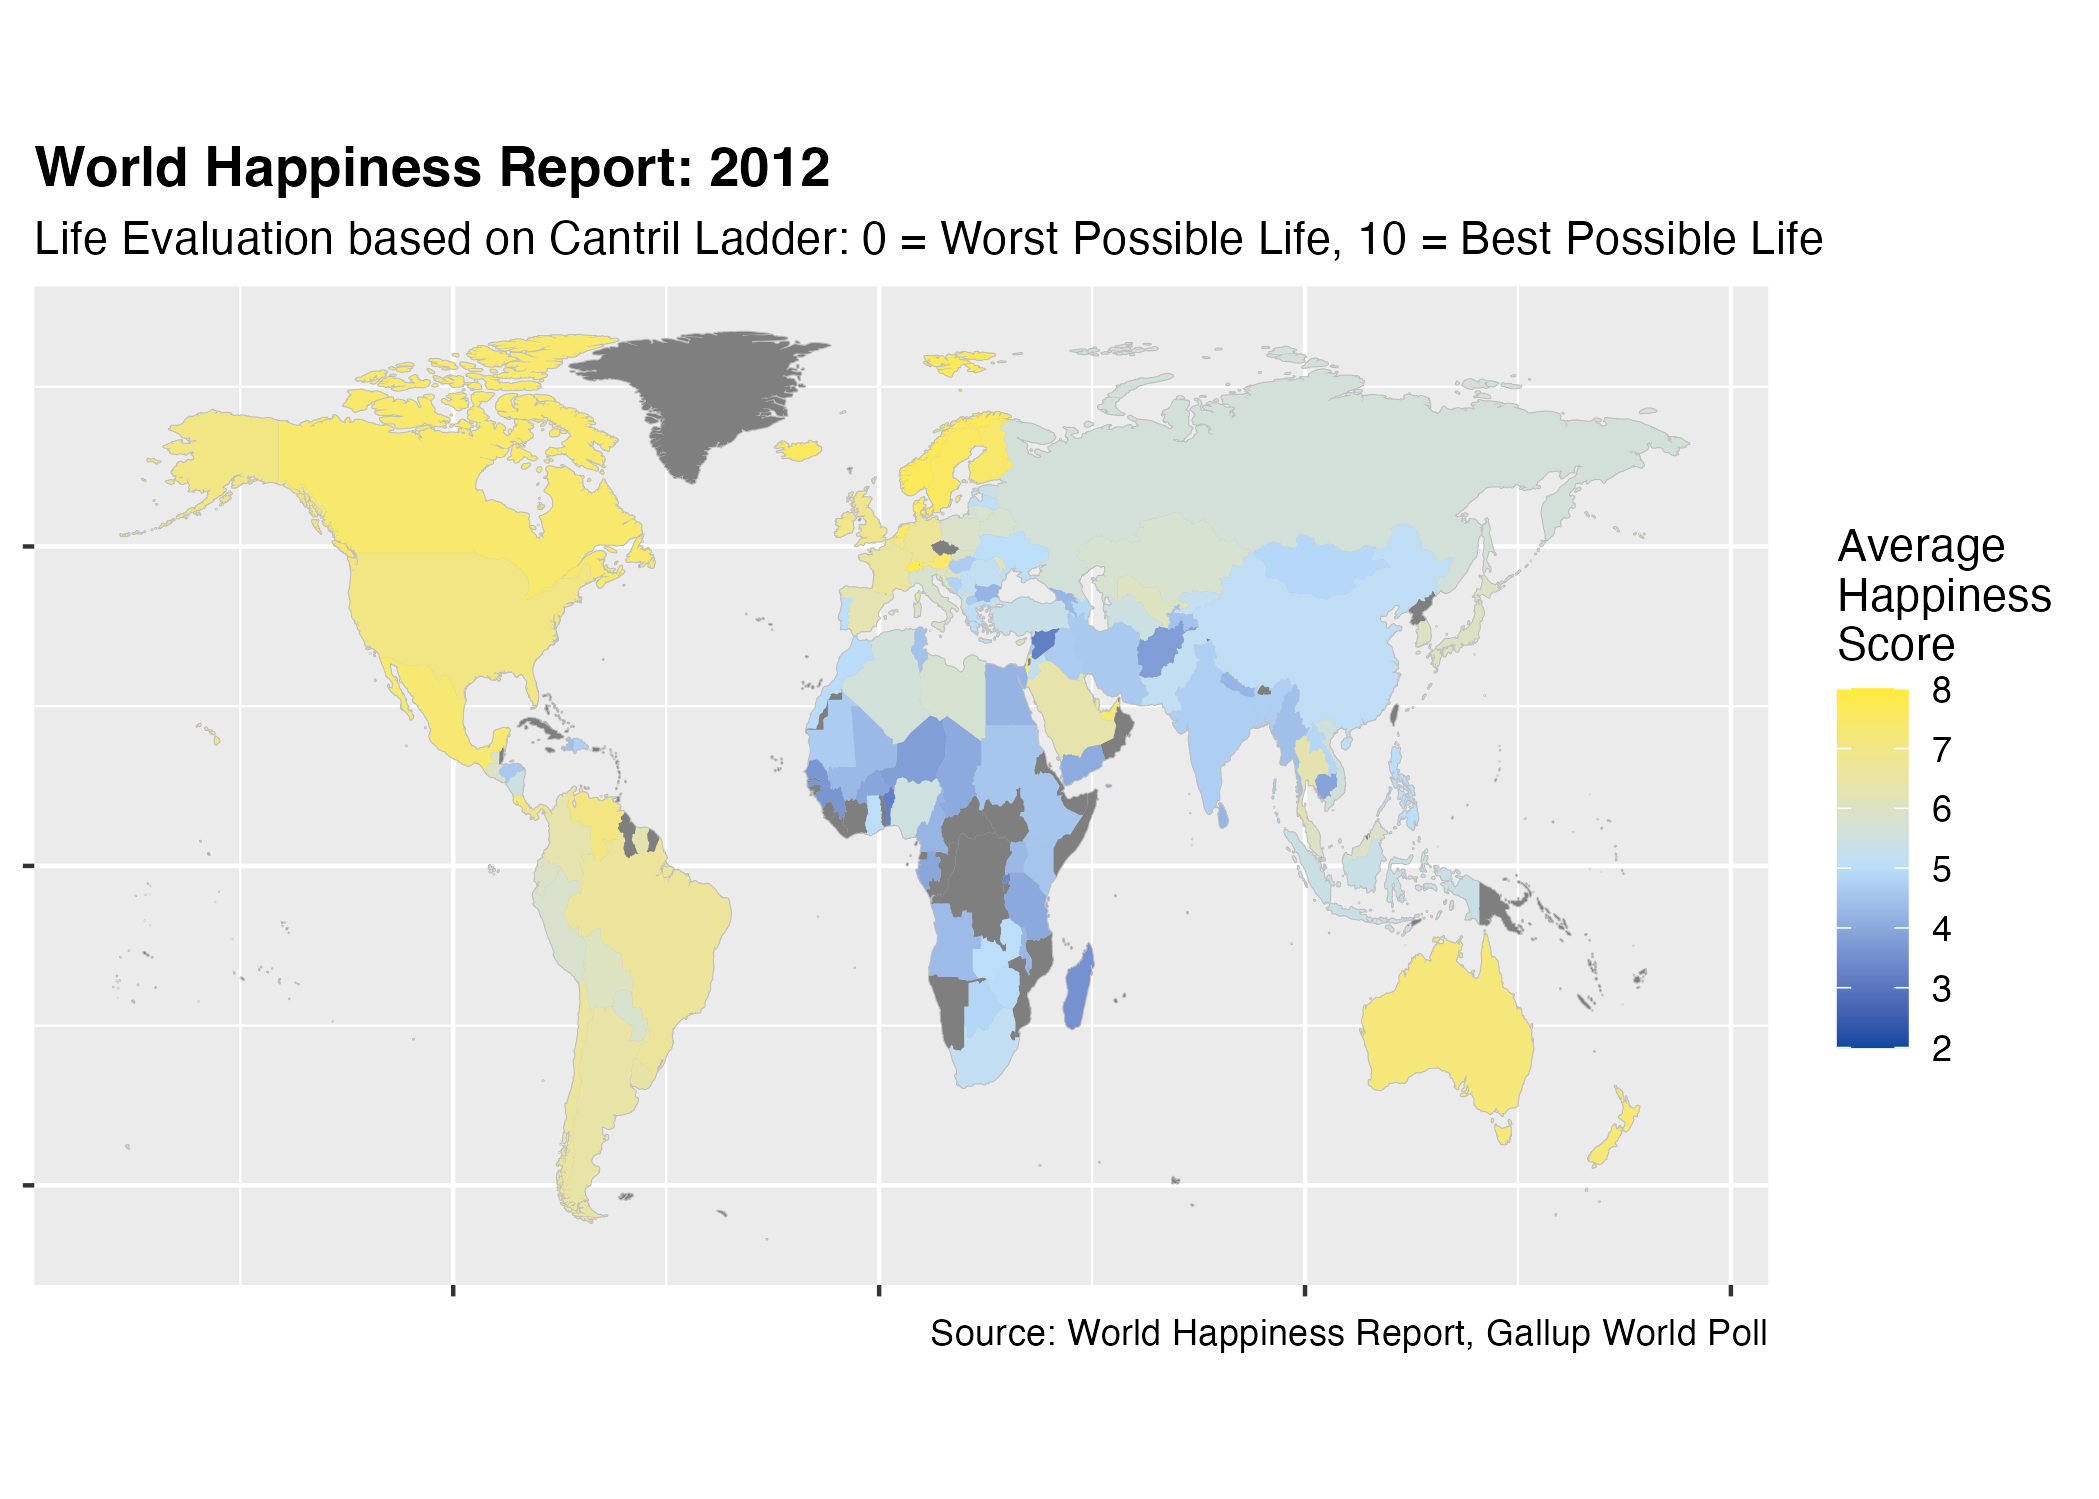 World Happiness Report: 2012
Life Evaluation based on Cantril Ladder: 0 = Worst Possible Life, 10 = Best Possible Life
Average
Happiness
Score
8
7
6
5
4
3
2
Source: World Happiness Report, Gallup World Poll